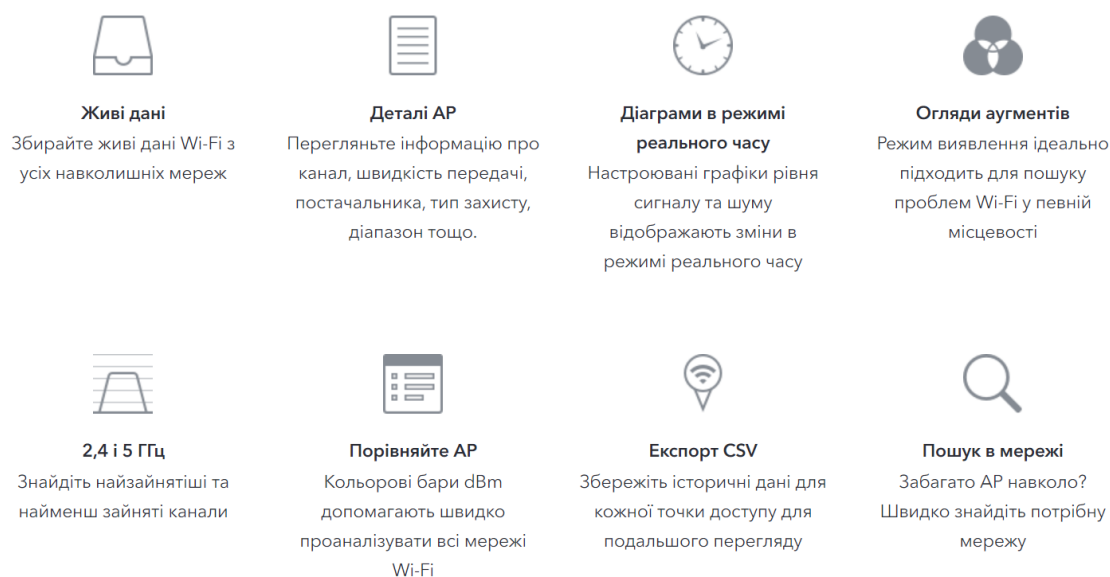 Живі дані
Збирайте живі дані Wi-Fi з
усіх навколишніх мереж
Деталі AP
Перегляньте інформацію про
канал, швидкість передачі,
постачальника, тип захисту,
діапазон тощо.
Діаграми в режимі
реального часу
Настроювані графіки рівня
сигналу та шуму
відображають зміни в
режимі реального часу
Огляди аугментів
Режим виявлення ідеально
підходить для пошуку
проблем Wi-Fi у певній
місцевості
2,4 і 5 ГГц
Знайдіть найзайнятіші та
найменш зайняті канали
Порівняйте AP
Кольорові бари dBm
допомагають швидко
проаналізувати всі мережі
Wi-Fi
Експорт CSV
Збережіть історичні дані для
кожної точки доступу для
подальшого перегляду
Пошук в мережі
Забагато AP навколо?
Швидко знайдіть потрібну
мережу